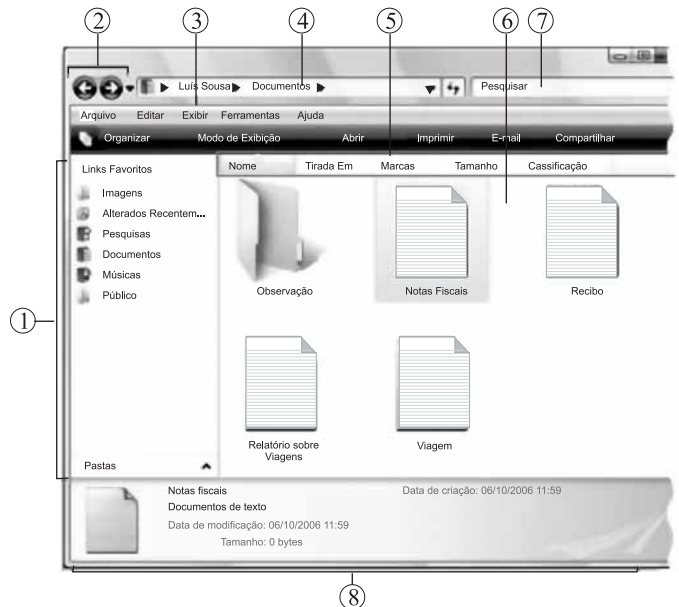 ② ③ ④ ⑤ ⑥ ⑦
Luís Sousa Documentos Pesquisar
Arquivo Editar Exibir Ferramentas Ajuda
Organizar Modo de Exibição Abrir Imprimir E-mail Compartilhar
Links Favoritos
Nome Tirada Em Marcas Tamanho Cassificação
Imagens
Alterados Recentem...
Pesquisas
Documentos
Músicas
Público
Observação Notas Fiscais Recibo
①
Relatório sobre Viagens
Viagem
Pastas
Notas fiscais Data de criação: 06/10/2006 11:59
Documentos de texto
Data de modificação: 06/10/2006 11:59
Tamanho: 0 bytes
⑧